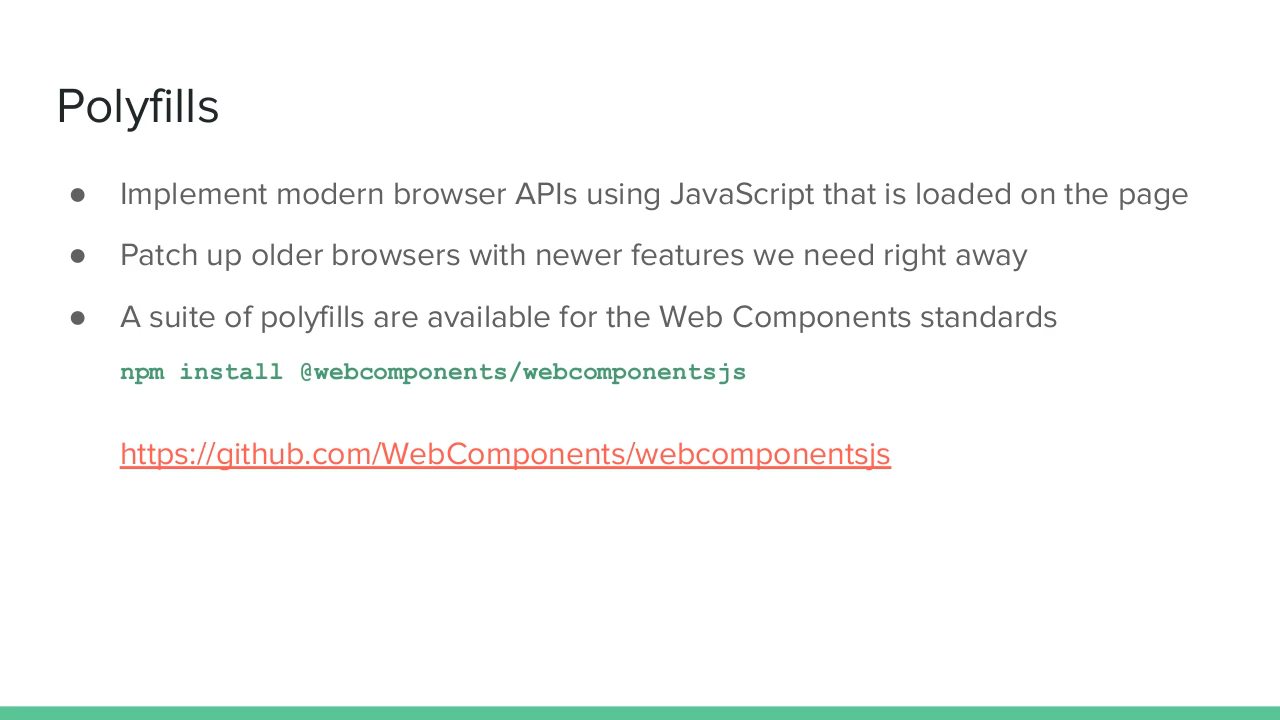 Polyfills
● Implement modern browser APIs using JavaScript that is loaded on the page
● Patch up older browsers with newer features we need right away
● A suite of polyfills are available for the Web Components standards
npm install @webcomponents/webcomponentsjs
https://github.com/WebComponents/webcomponentsjs